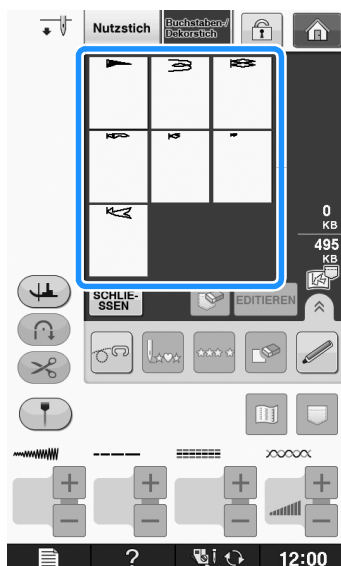 Nutzstich
Buchstaben/
Dekorstich
0
KB
495
KB
SCHLIE-
SSEN
EDITIEREN
?
12:00